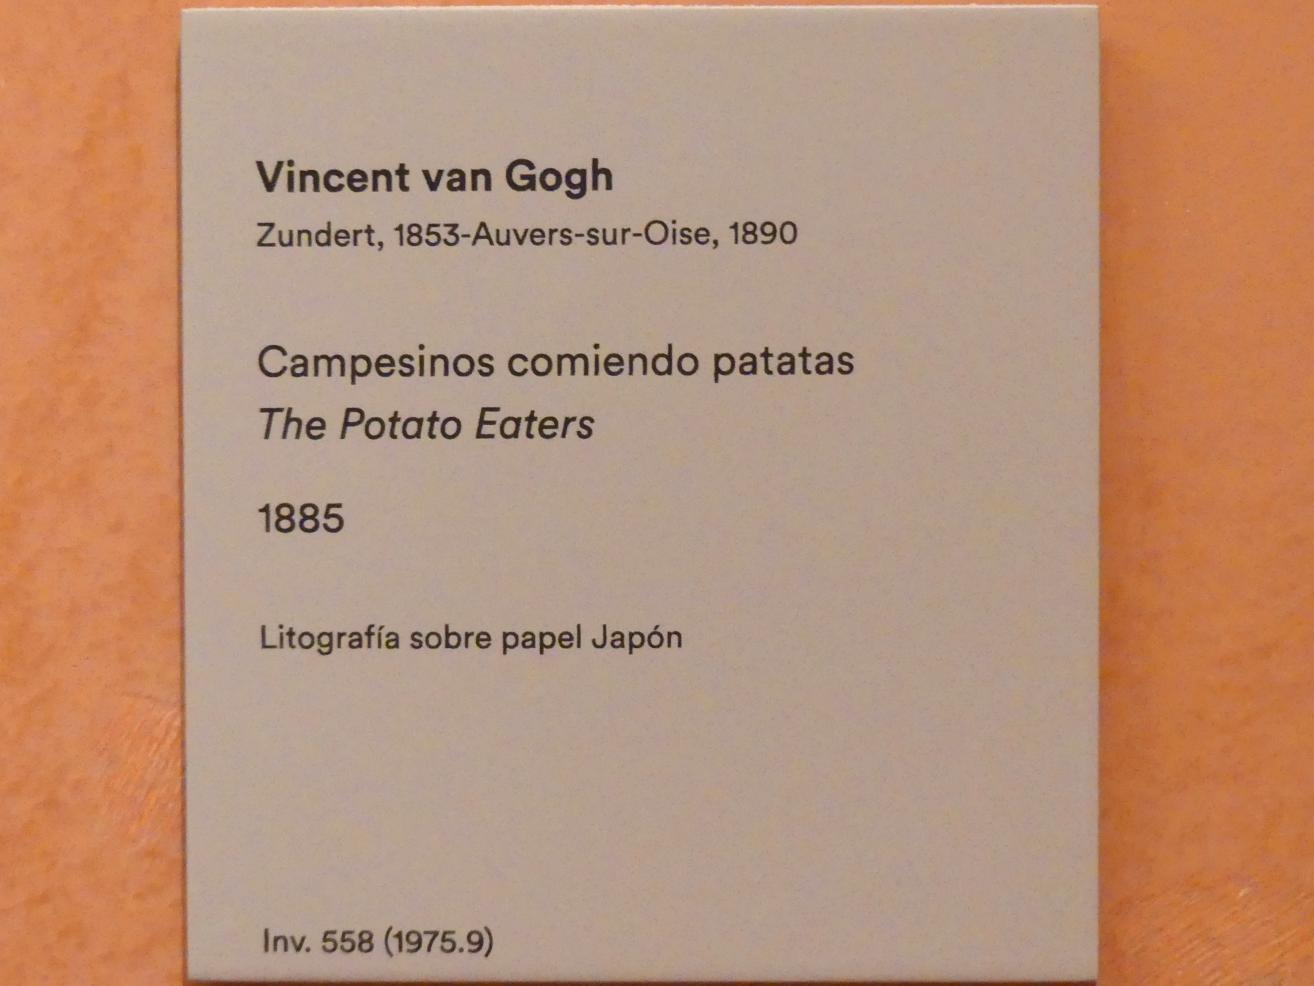 Vincent van Gogh
Zundert, 1853-Auvers-sur-Oise, 1890
Campesinos comiendo patatas
The Potato Eaters
1885
Litografía sobre papel Japón
Inv. 558 (1975.9)